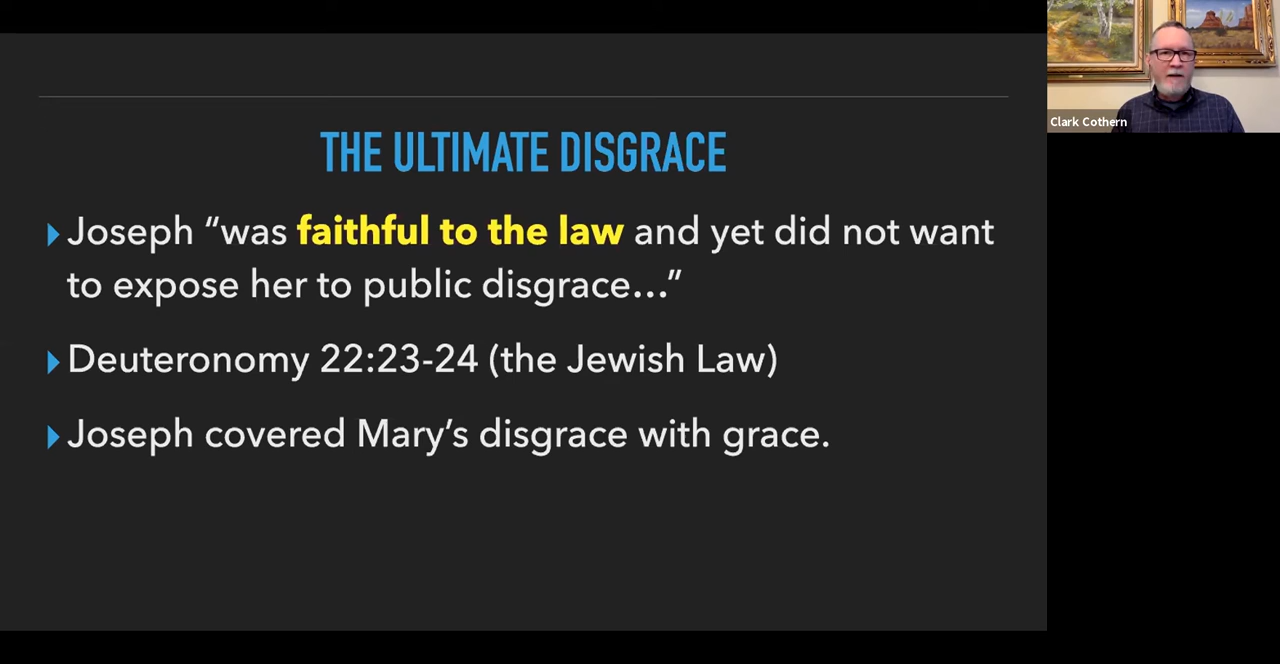 THE ULTIMATE DISGRACE
Joseph “was faithful to the law and yet did not want
to expose her to public disgrace…”
Deuteronomy 22:23-24 (the Jewish Law)
Joseph covered Mary’s disgrace with grace.
Clark Cothern